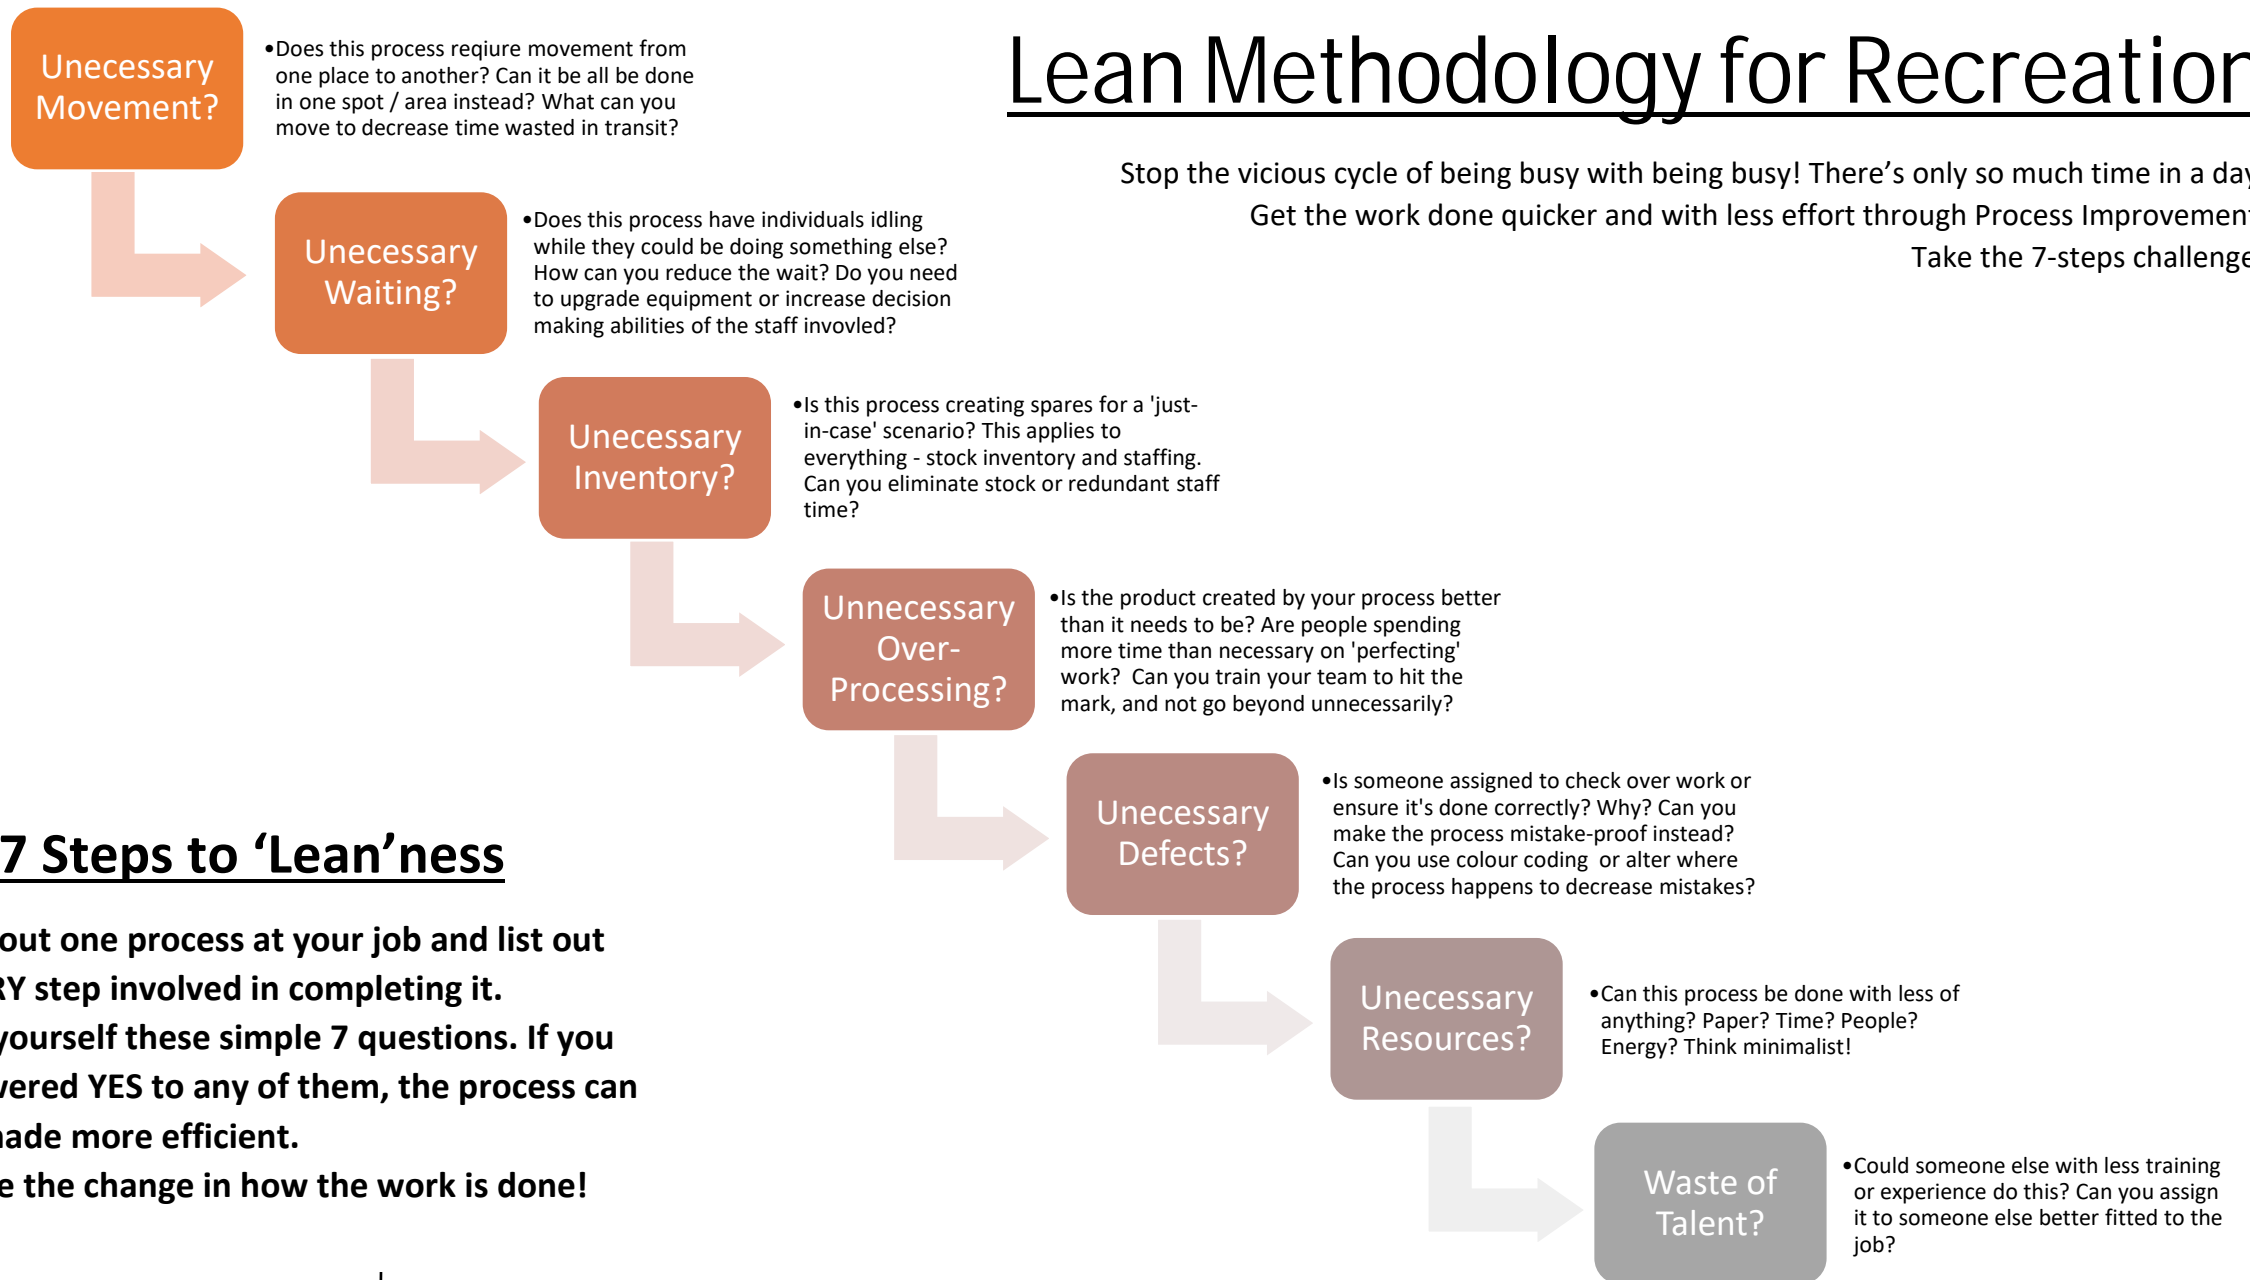 Lean Methodology for Recreation
Stop the vicious cycle of being busy with being busy! There's only so much time in a day
Get the work done quicker and with less effort through Process Improvement
Take the 7-steps challenge
Unecessary
Movement?
•Does this process reqiure movement from
one place to another? Can it be all be done
in one spot / area instead? What can you
move to decrease time wasted in transit?
Unecessary
Waiting?
•Does this process have individuals idling
while they could be doing something else?
How can you reduce the wait? Do you need
to upgrade equipment or increase decision
making abilities of the staff invovled?
Unecessary
Inventory?
•Is this process creating spares for a 'just-
in-case' scenario? This applies to
everything - stock inventory and staffing.
Can you eliminate stock or redundant staff
time?
Unnecessary
Over-
Processing?
•Is the product created by your process better
than it needs to be? Are people spending
more time than necessary on 'perfecting'
work?  Can you train your team to hit the
mark, and not go beyond unnecessarily?
Unecessary
Defects?
•Is someone assigned to check over work or
ensure it's done correctly? Why? Can you
make the process mistake-proof instead?
Can you use colour coding  or alter where
the process happens to decrease mistakes?
Unecessary
Resources?
•Can this process be done with less of
anything? Paper? Time? People?
Energy? Think minimalist!
Waste of
Talent?
•Could someone else with less training
or experience do this? Can you assign
it to someone else better fitted to the
job?
7 Steps to ‘Lean’ness
out one process at your job and list out
RY step involved in completing it.
yourself these simple 7 questions. If you
vered YES to any of them, the process can
nade more efficient.
e the change in how the work is done!